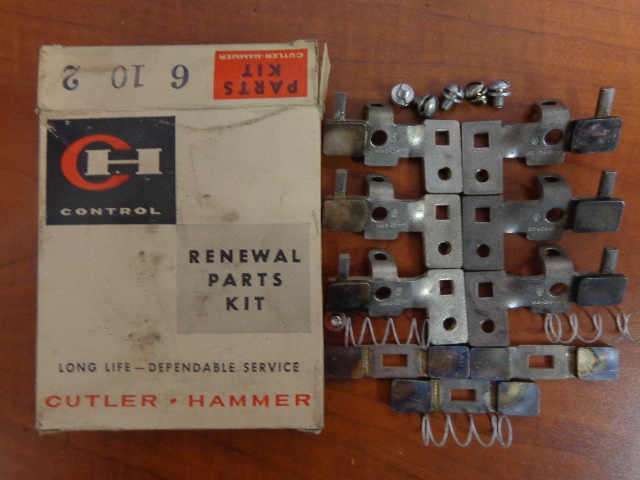 PARTS
KIT
CUTLER-HAMMER
6 10 2
CH
CONTROL
RENEWAL
PARTS
KIT
LONG LIFE — DEPENDABLE SERVICE
CUTLER • HAMMER